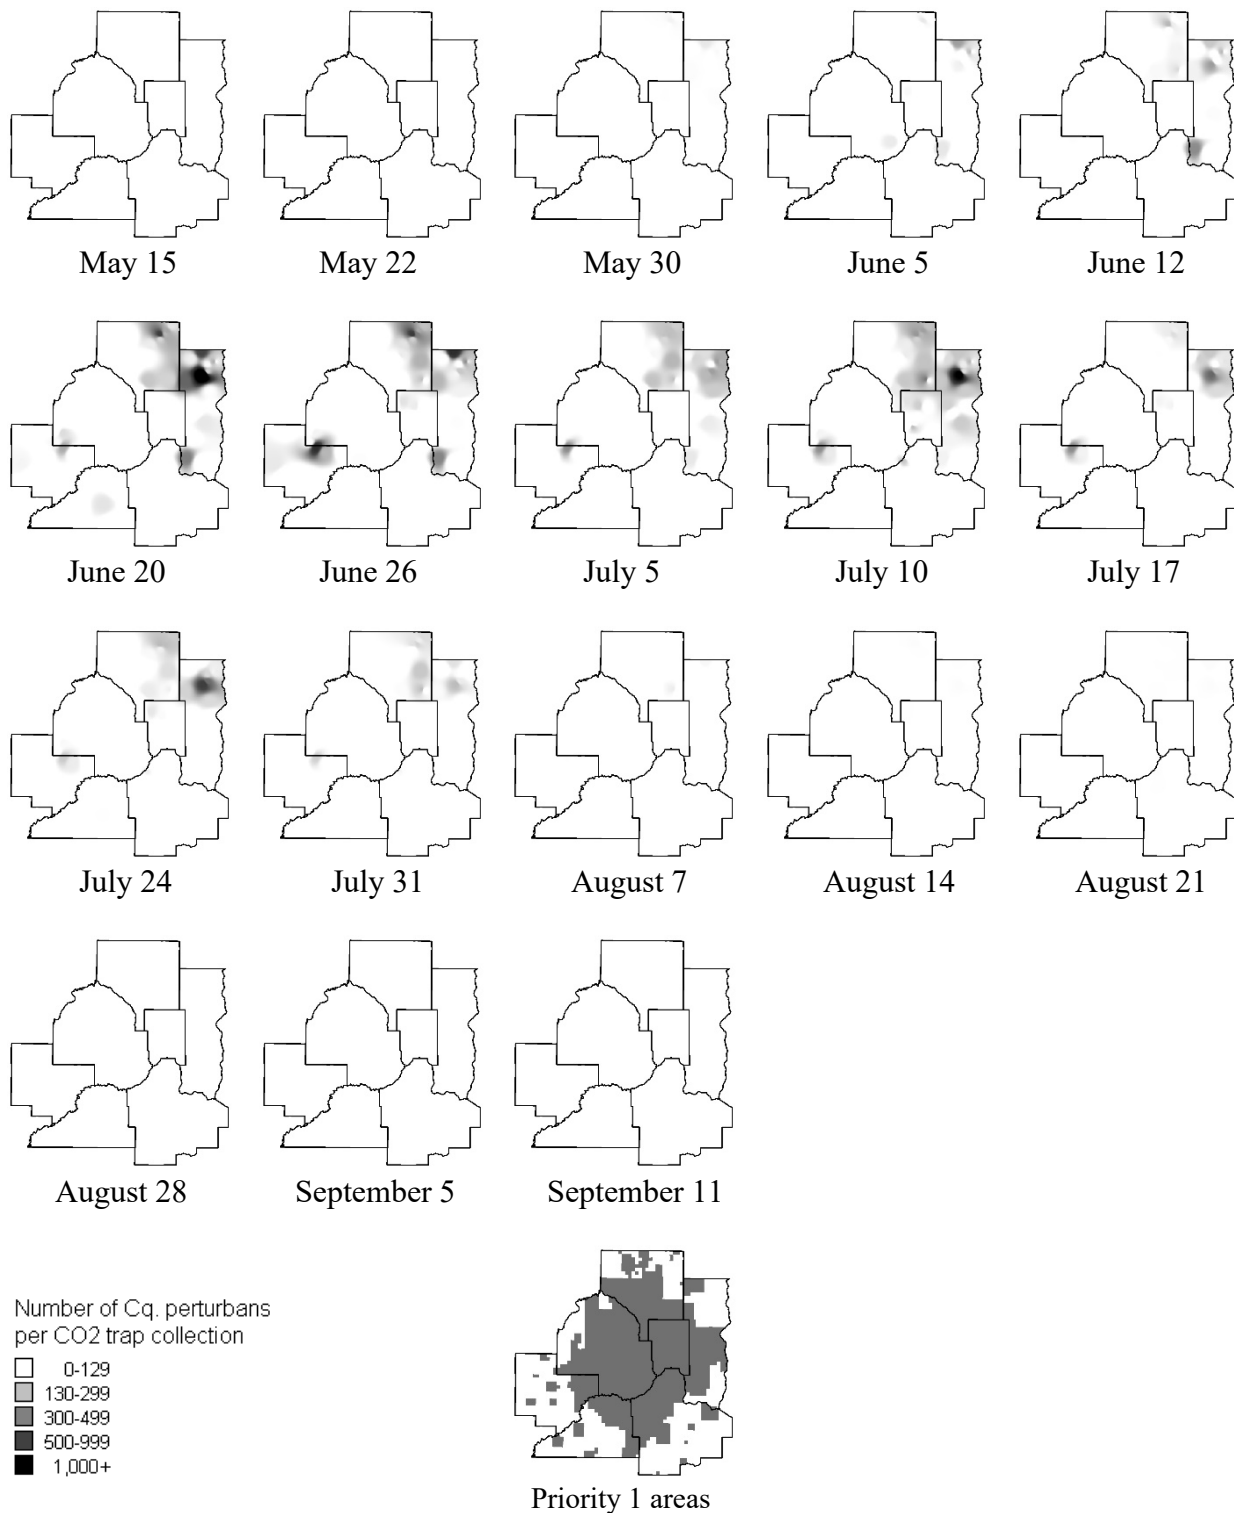 May 15
May 22
May 30
June 5
June 12
June 20
June 26
July 5
July 10
July 17
July 24
July 31
August 7
August 14
August 21
August 28
September 5
September 11
Number of Cq. perturbans
per CO2 trap collection
0-129
130-299
300-499
500-999
1,000+
Priority 1 areas